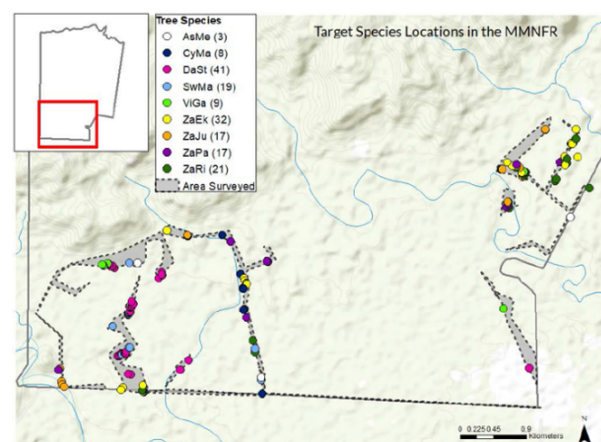 Tree Species
AsMe (3)
CyMa (8)
DaSt (41)
SwMa (19)
ViGa (9)
ZaEk (32)
ZaJu (17)
ZaPa (17)
ZaRi (21)
Area Surveyed
Target Species Locations in the MMNFR
0 0.225 0.45 0.9
Kilometers
N